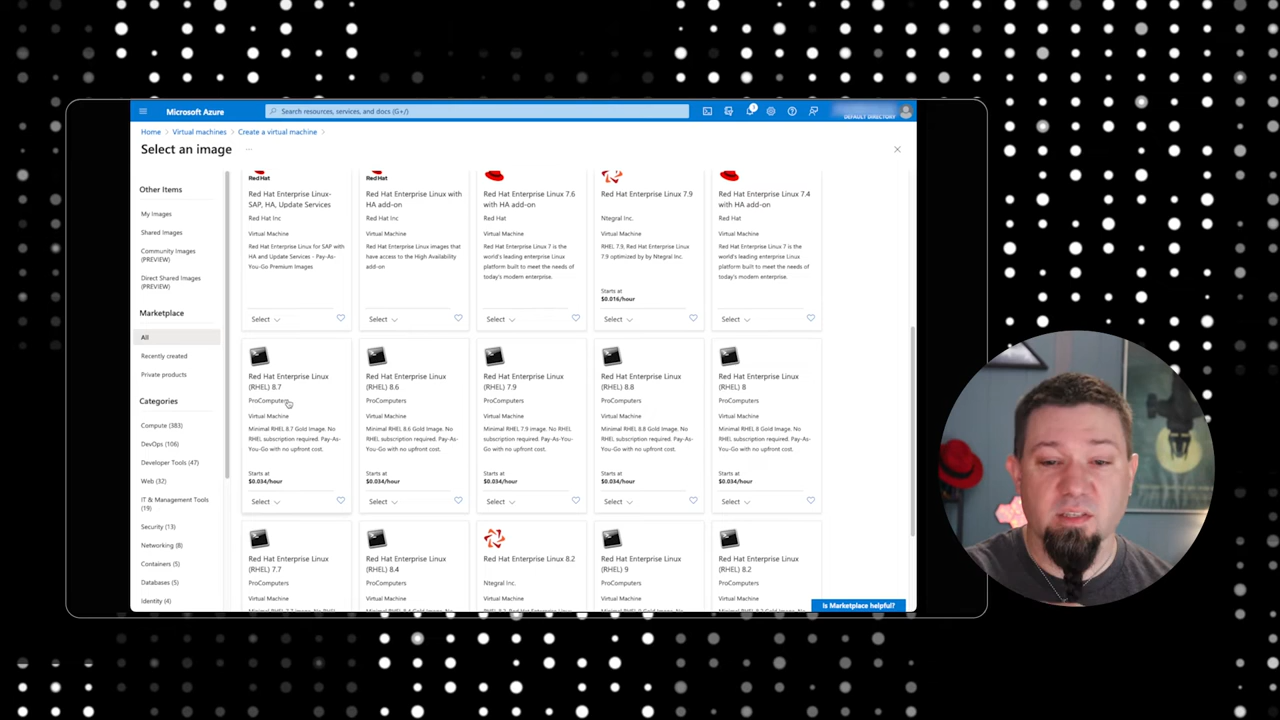 Microsoft Azure
Search resources, services, and docs (G+/)
3
DEFAULT DIRECTORY
Home
Virtual machines
Create a virtual machine
Select an image
Other Items
My Images
Shared Images
Community Images
(PREVIEW)
Direct Shared Images
(PREVIEW)
Marketplace
All
Recently created
Private products
Categories
Compute (383)
DevOps (106)
Developer Tools (47)
Web (32)
IT & Management Tools
(19)
Security (13)
Networking (8)
Containers (5)
Databases (5)
Identity (4)
Red Hat
Red Hat Enterprise Linux-
SAP, HA, Update Services
Red Hat Inc
Virtual Machine
Red Hat Enterprise Linux for SAP with
HA and Update Services - Pay-As-
You-Go Premium Images
Select
Red Hat
Red Hat Enterprise Linux with
HA add-on
Red Hat Inc
Virtual Machine
Red Hat Enterprise Linux images that
have access to the High Availability
add-on
Select
Red Hat Enterprise Linux 7.6
with HA add-on
Red Hat
Virtual Machine
Red Hat Enterprise Linux 7 is the
world's leading enterprise Linux
platform built to meet the needs of
today's modern enterprise.
Select
Red Hat Enterprise Linux 7.9
Ntegral Inc.
Virtual Machine
RHEL 7.9, Red Hat Enterprise Linux
7.9 optimized by by Ntegral Inc.
Starts at
$0.016/hour
Select
Red Hat Enterprise Linux 7.4
with HA add-on
Red Hat
Virtual Machine
Red Hat Enterprise Linux 7 is the
world's leading enterprise Linux
platform built to meet the needs of
today's modern enterprise.
Select
Red Hat Enterprise Linux
(RHEL) 8.7
ProComputers
Virtual Machine
Minimal RHEL 8.7 Gold Image. No
RHEL subscription required. Pay-As-
You-Go with no upfront cost.
Starts at
$0.034/hour
Select
Red Hat Enterprise Linux
(RHEL) 8.6
ProComputers
Virtual Machine
Minimal RHEL 8.6 Gold Image. No
RHEL subscription required. Pay-As-
You-Go with no upfront cost.
Starts at
$0.034/hour
Select
Red Hat Enterprise Linux
(RHEL) 7.9
ProComputers
Virtual Machine
Minimal RHEL 7.9 image. No RHEL
subscription required. Pay-As-You-
Go with no upfront cost.
Starts at
$0.034/hour
Select
Red Hat Enterprise Linux
(RHEL) 8.8
ProComputers
Virtual Machine
Minimal RHEL 8.8 Gold Image. No
RHEL subscription required. Pay-As-
You-Go with no upfront cost.
Starts at
$0.034/hour
Select
Red Hat Enterprise Linux
(RHEL) 8
ProComputers
Virtual Machine
Minimal RHEL 8 Gold Image. No
RHEL subscription required. Pay-As-
You-Go with no upfront cost.
Starts at
$0.034/hour
Select
Red Hat Enterprise Linux
(RHEL) 7.7
ProComputers
Virtual Machine
Red Hat Enterprise Linux
(RHEL) 8.4
ProComputers
Virtual Machine
Red Hat Enterprise Linux 8.2
Ntegral Inc.
Virtual Machine
Red Hat Enterprise Linux
(RHEL) 9
ProComputers
Virtual Machine
Red Hat Enterprise Linux
(RHEL) 8.2
ProComputers
Virtual Machine
Is Marketplace helpful?